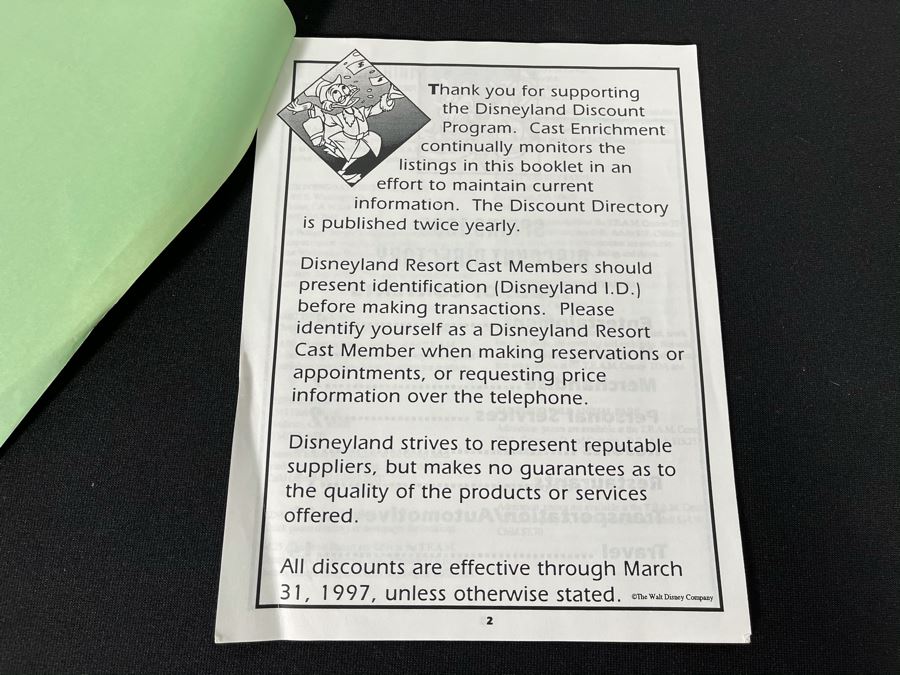 Thank you for supporting
the Disneyland Discount
Program. Cast Enrichment
continually monitors the
listings in this booklet in an
effort to maintain current
information. The Discount Directory
is published twice yearly.
Disneyland Resort Cast Members should
present identification (Disneyland I.D.)
before making transactions. Please
identify yourself as a Disneyland Resort
Cast Member when making reservations or
appointments, or requesting price
information over the telephone.
Disneyland strives to represent reputable
suppliers, but makes no guarantees as to
the quality of the products or services
offered.
All discounts are effective through March
31, 1997, unless otherwise stated. ©The Walt Disney Company
2